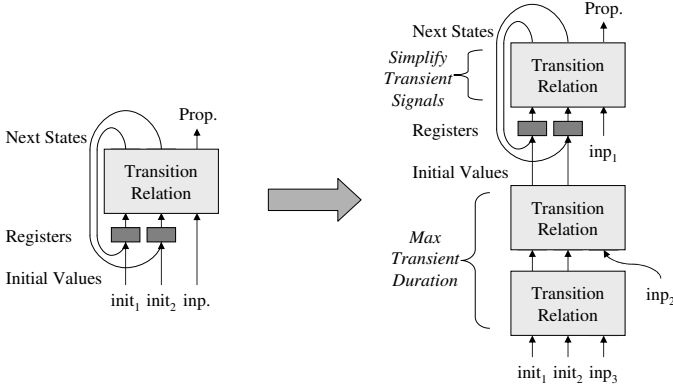 Prop.
Next States
Transition
Relation
Registers
Initial Values
init₁ init₂ inp.
Prop.
Next States
Simplify
Transient
Signals
Transition
Relation
Registers
inp₁
Initial Values
Transition
Relation
Max
Transient
Duration
inp₂
Transition
Relation
init₁ init₂ inp₃